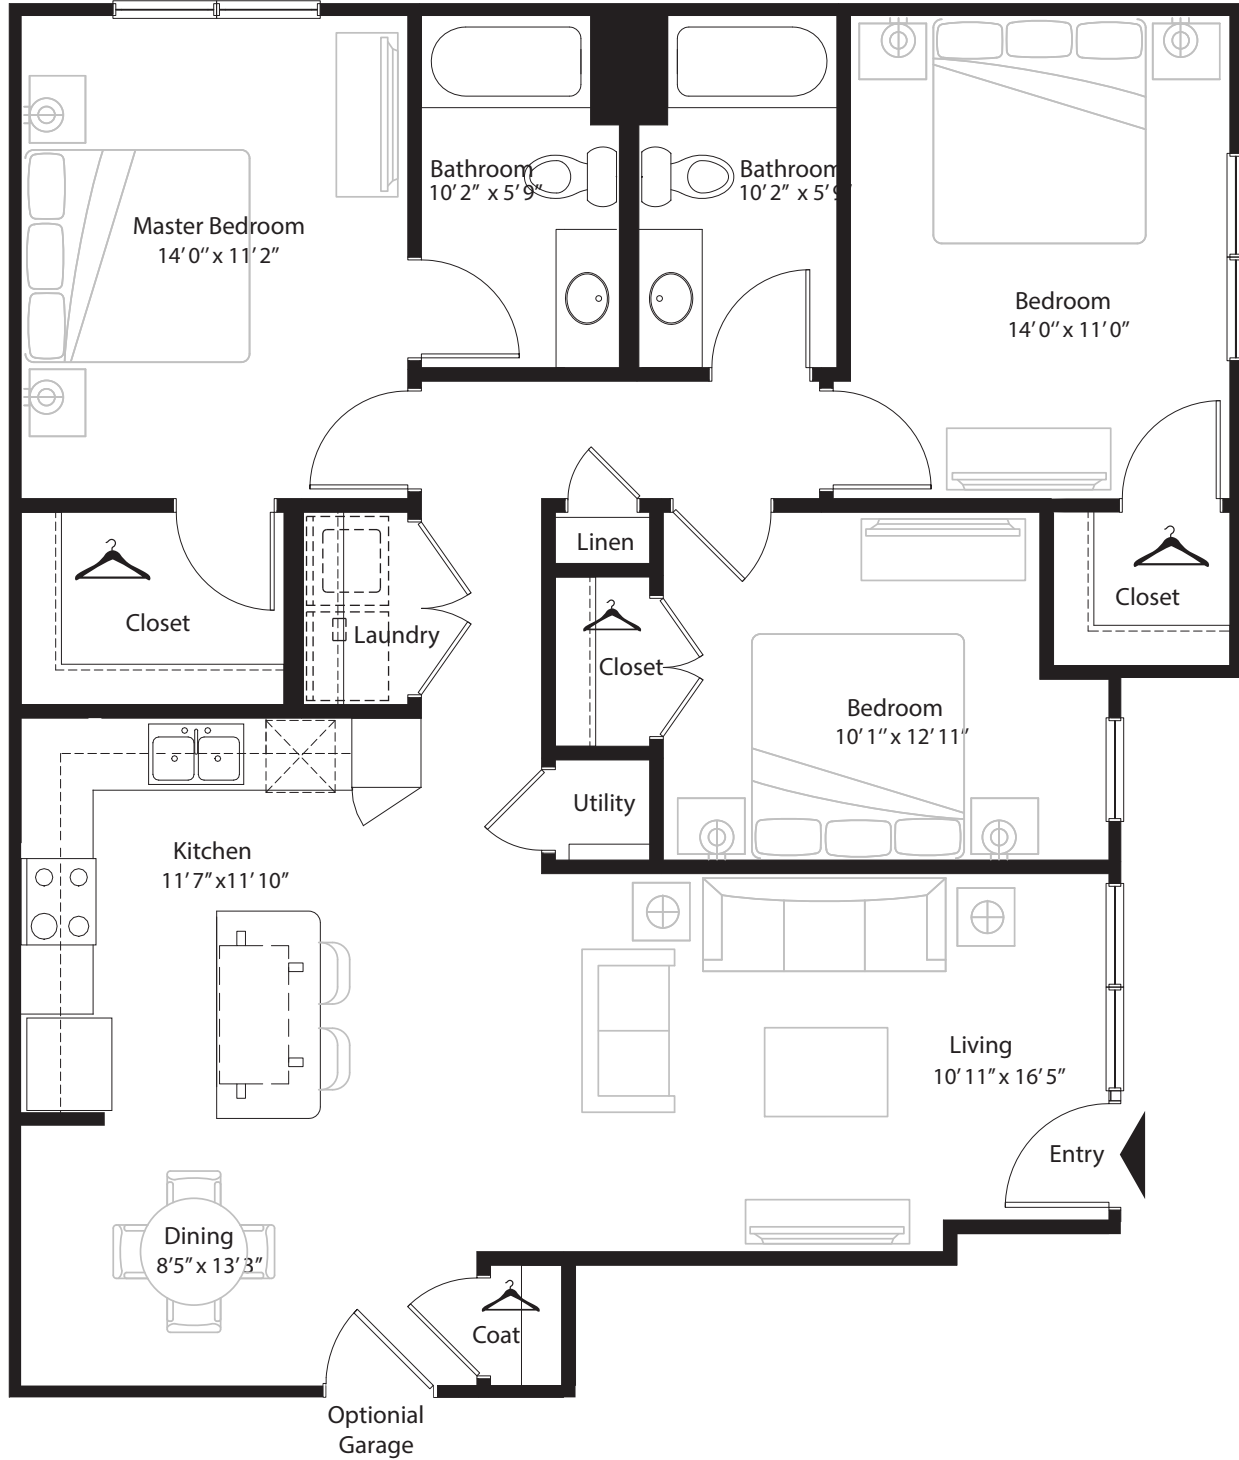 Bathroom
10'2" x 5'9"
Bathroom
10'2" x 5'9"
Master Bedroom
14'0" x 11'2"
Bedroom
14'0" x 11'0"
Linen
Closet
Closet
Laundry
Closet
Bedroom
10'1" x 12'11"
Utility
Kitchen
11'7" x11'10"
Living
10'11" x 16'5"
Entry
Dining
8'5" x 13'3"
Coat
Optionial
Garage